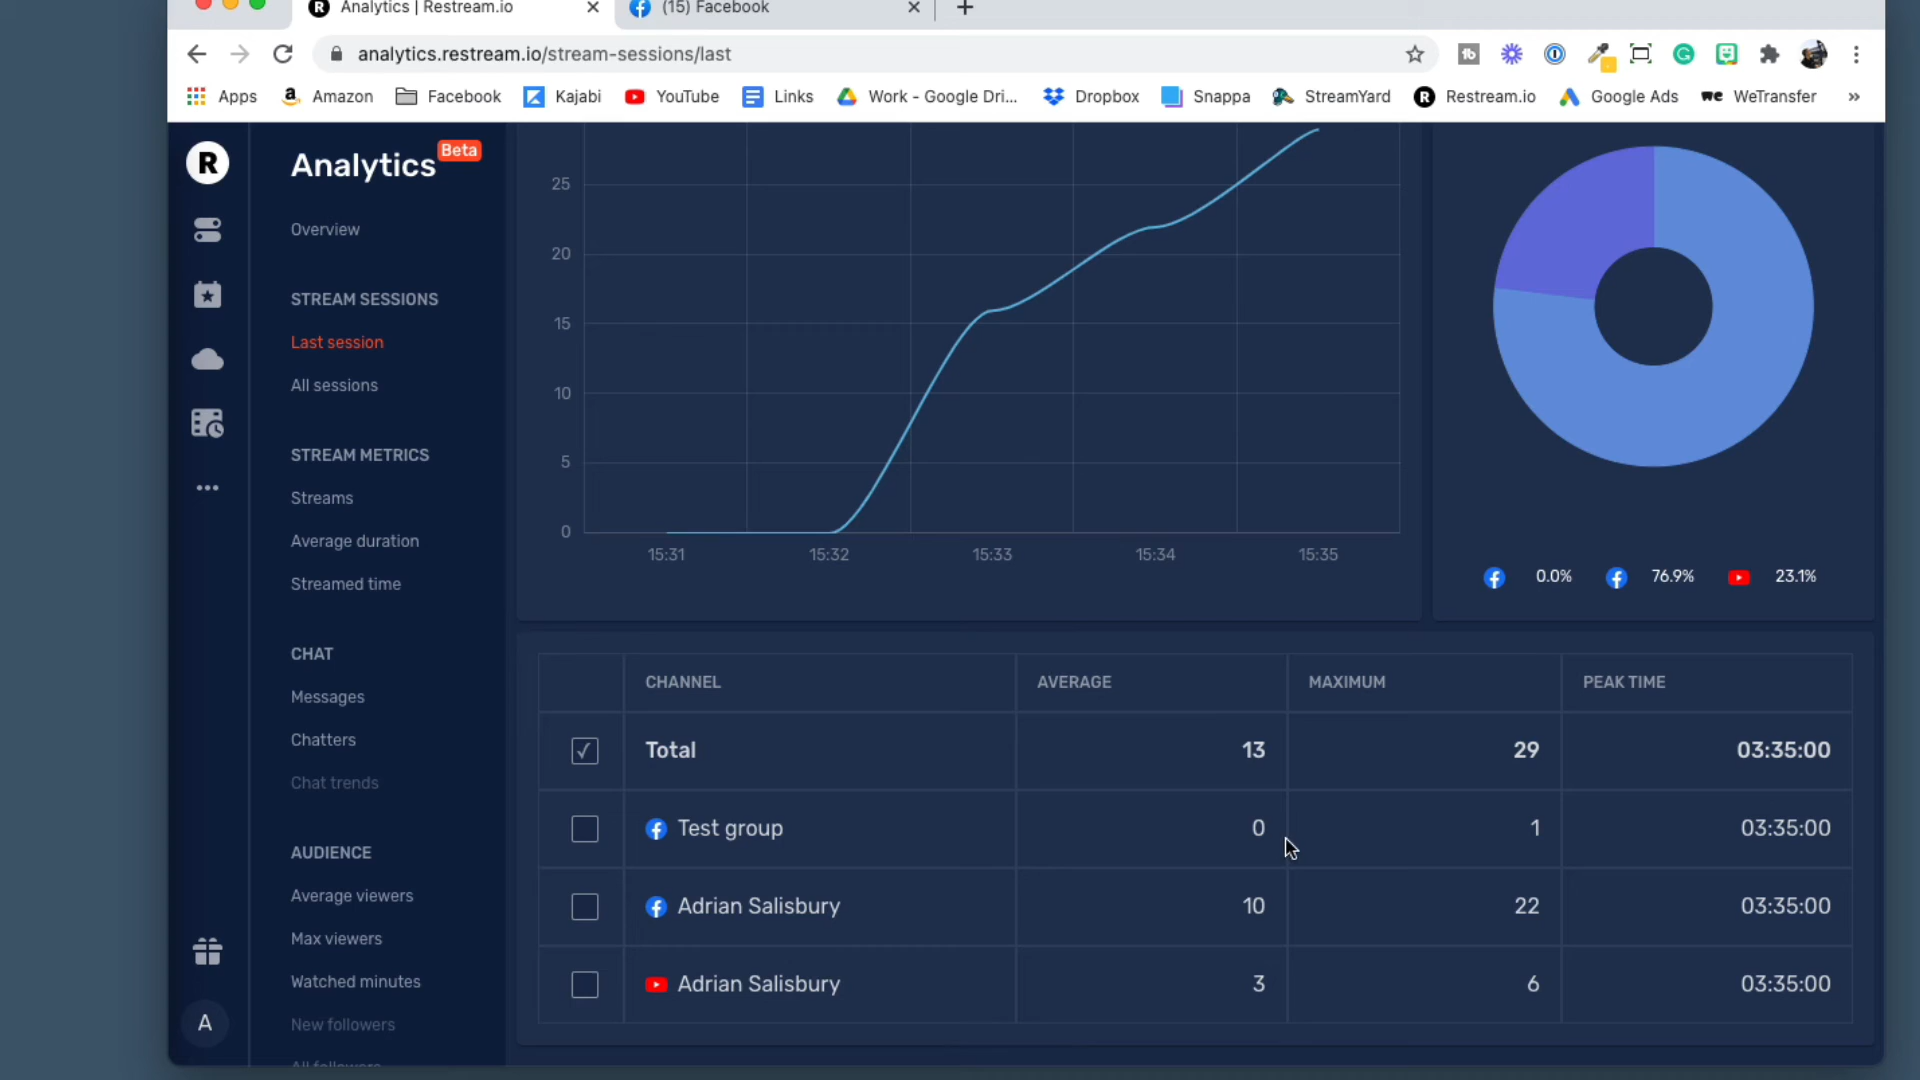 Analytics | Restream.io
(15) Facebook
analytics.restream.io/stream-sessions/last
Apps
Amazon
Facebook
Kajabi
YouTube
Links
Work - Google Dri...
Dropbox
Snappa
StreamYard
Restream.io
Google Ads
WeTransfer
»
R
Analytics
Beta
Overview
STREAM SESSIONS
Last session
All sessions
STREAM METRICS
Streams
Average duration
Streamed time
CHAT
Messages
Chatters
Chat trends
AUDIENCE
Average viewers
Max viewers
Watched minutes
New followers
All followers
A
25
20
15
10
5
0
15:31 15:32 15:33 15:34 15:35
0.0% 76.9% 23.1%
CHANNEL AVERAGE MAXIMUM PEAK TIME
Total 13 29 03:35:00
Test group 0 1 03:35:00
Adrian Salisbury 10 22 03:35:00
Adrian Salisbury 3 6 03:35:00